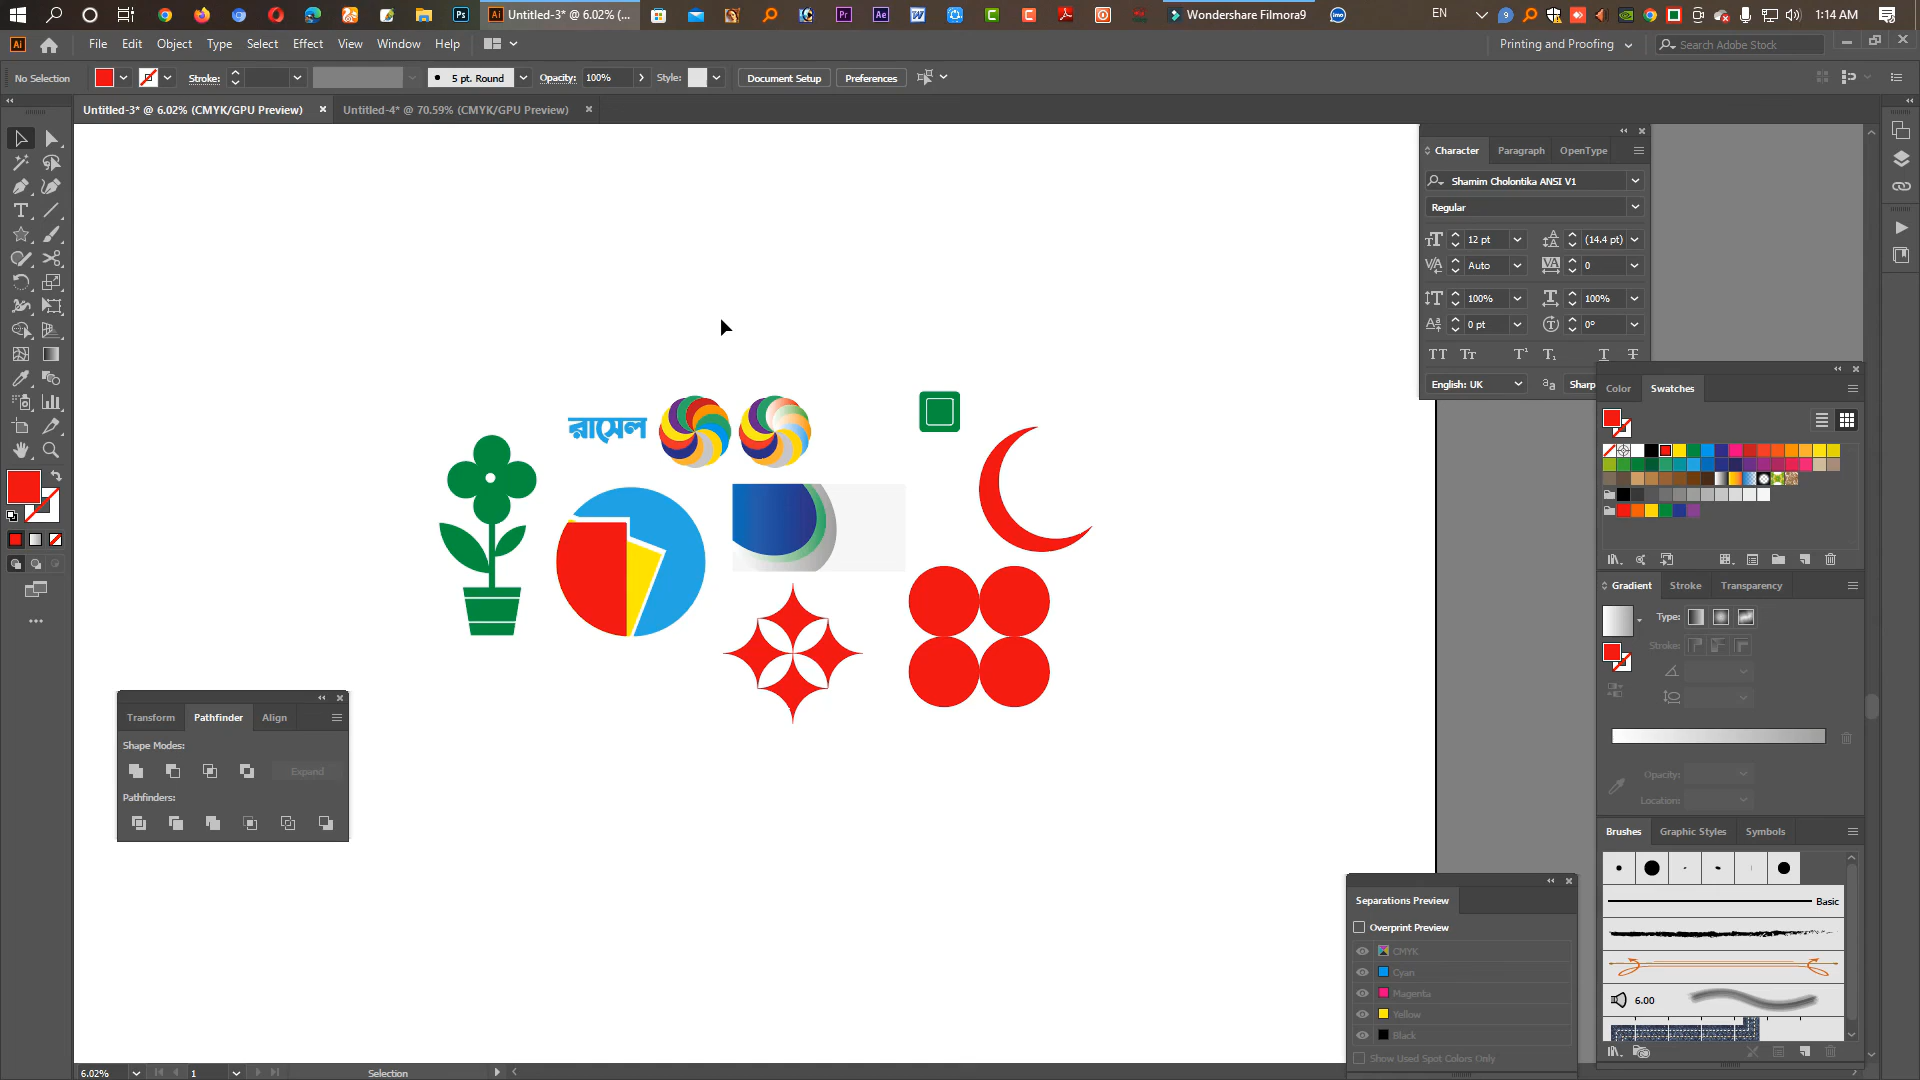 Untitled-3* @ 6.02% (...
Wondershare Filmora9
EN
1:14 AM
File Edit Object Type Select Effect View Window Help
Printing and Proofing
Search Adobe Stock
No Selection
Stroke:
5 pt. Round
Opacity: 100%
Style:
Document Setup
Preferences
Untitled-3* @ 6.02% (CMYK/GPU Preview)
Untitled-4* @ 70.59% (CMYK/GPU Preview)
Character Paragraph OpenType
Shamim Cholontika ANSI V1
Regular
12 pt (14.4 pt)
Auto 0
100% 100%
0 pt 0°
English: UK
Sharp
Color Swatches
রাসেল
Gradient Stroke Transparency
Type:
Stroke:
Opacity:
Location:
Transform Pathfinder Align
Shape Modes:
Expand
Pathfinders:
Brushes Graphic Styles Symbols
Basic
6.00
Separations Preview
Overprint Preview
CMYK
Cyan
Magenta
Yellow
Black
Show Used Spot Colors Only
6.02%
1
Selection